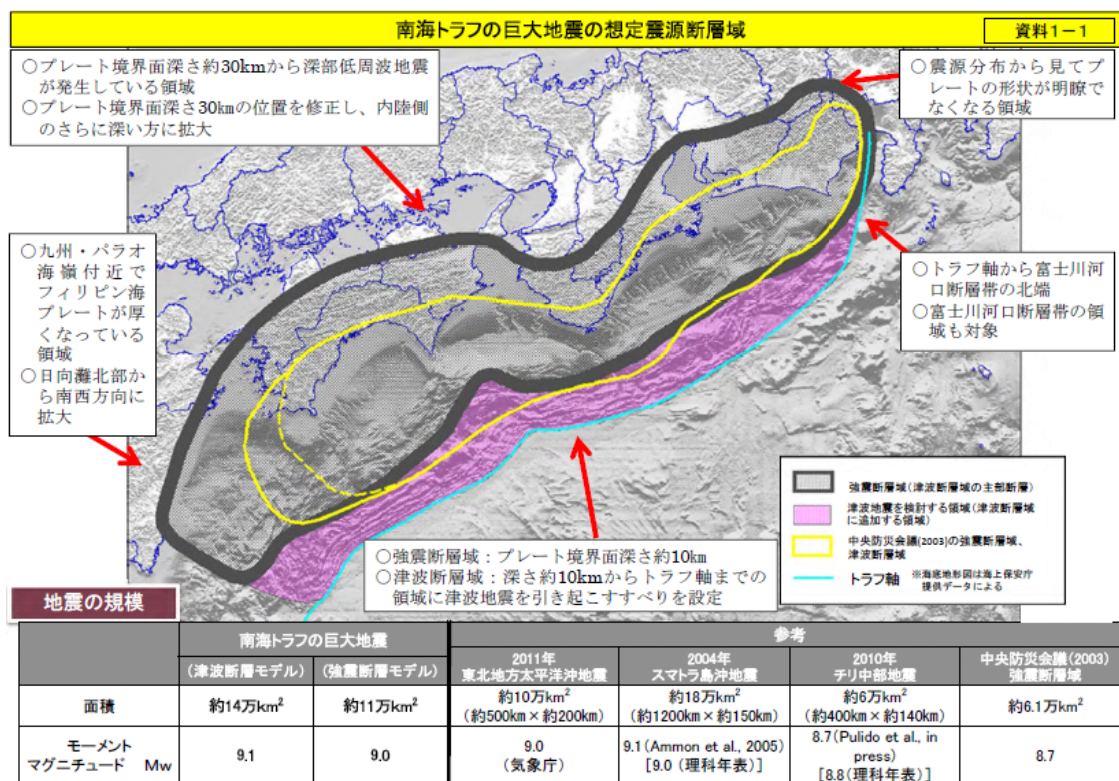 南海トラフの巨大地震の想定震源断層域
資料1－1
○プレート境界面深さ約30kmから深部低周波地震
が発生している領域
○プレート境界面深さ30kmの位置を修正し、内陸側
のさらに深い方に拡大
○震源分布から見てプ
レートの形状が明瞭で
なくなる領域
○九州・パラオ
海嶺付近で
フィリピン海
プレートが厚
くなっている
領域
○日向灘北部か
ら南西方向に
拡大
○トラフ軸から富士川河
口断層帯の北端
○富士川河口断層帯の領
域も対象
○強震断層域：プレート境界面深さ約10km
○津波断層域：深さ約10kmからトラフ軸までの
領域に津波地震を引き起こすすべりを設定
強震断層域(津波断層域の主部断層)
津波地震を検討する領域(津波断層域
に追加する領域)
中央防災会議(2003)の強震断層域、
津波断層域
トラフ軸 ※海底地形図は海上保安庁
提供データによる
地震の規模
南海トラフの巨大地震 参考
(津波断層モデル) (強震断層モデル) 2011年 東北地方太平洋沖地震 2004年 スマトラ島沖地震 2010年 チリ中部地震 中央防災会議(2003) 強震断層域
面積 約14万km² 約11万km² 約10万km² (約500km×約200km) 約18万km² (約1200km×約150km) 約6万km² (約400km×約140km) 約6.1万km²
モーメント マグニチュード Mw 9.1 9.0 9.0 (気象庁) 9.1(Ammon et al., 2005) [9.0 (理科年表)] 8.7(Pulido et al., in press) [8.8(理科年表)] 8.7